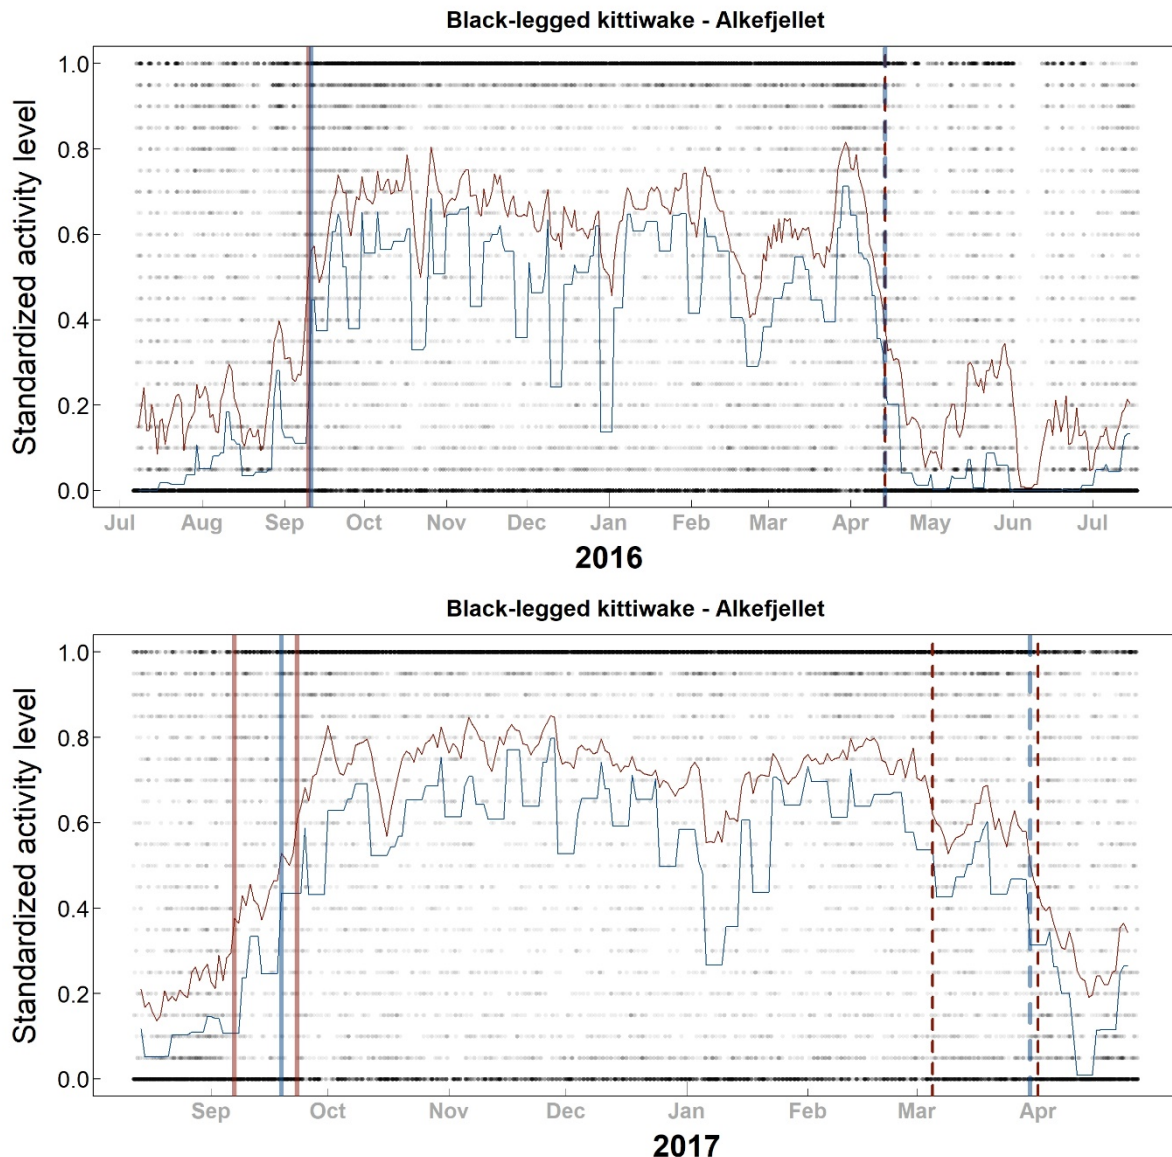 Black-legged kittiwake - Alkefjellet
Standardized activity level
1.0
0.8
0.6
0.4
0.2
0.0
Jul Aug Sep Oct Nov Dec Jan Feb Mar Apr May Jun Jul
2016
Black-legged kittiwake - Alkefjellet
Standardized activity level
1.0
0.8
0.6
0.4
0.2
0.0
Sep Oct Nov Dec Jan Feb Mar Apr
2017